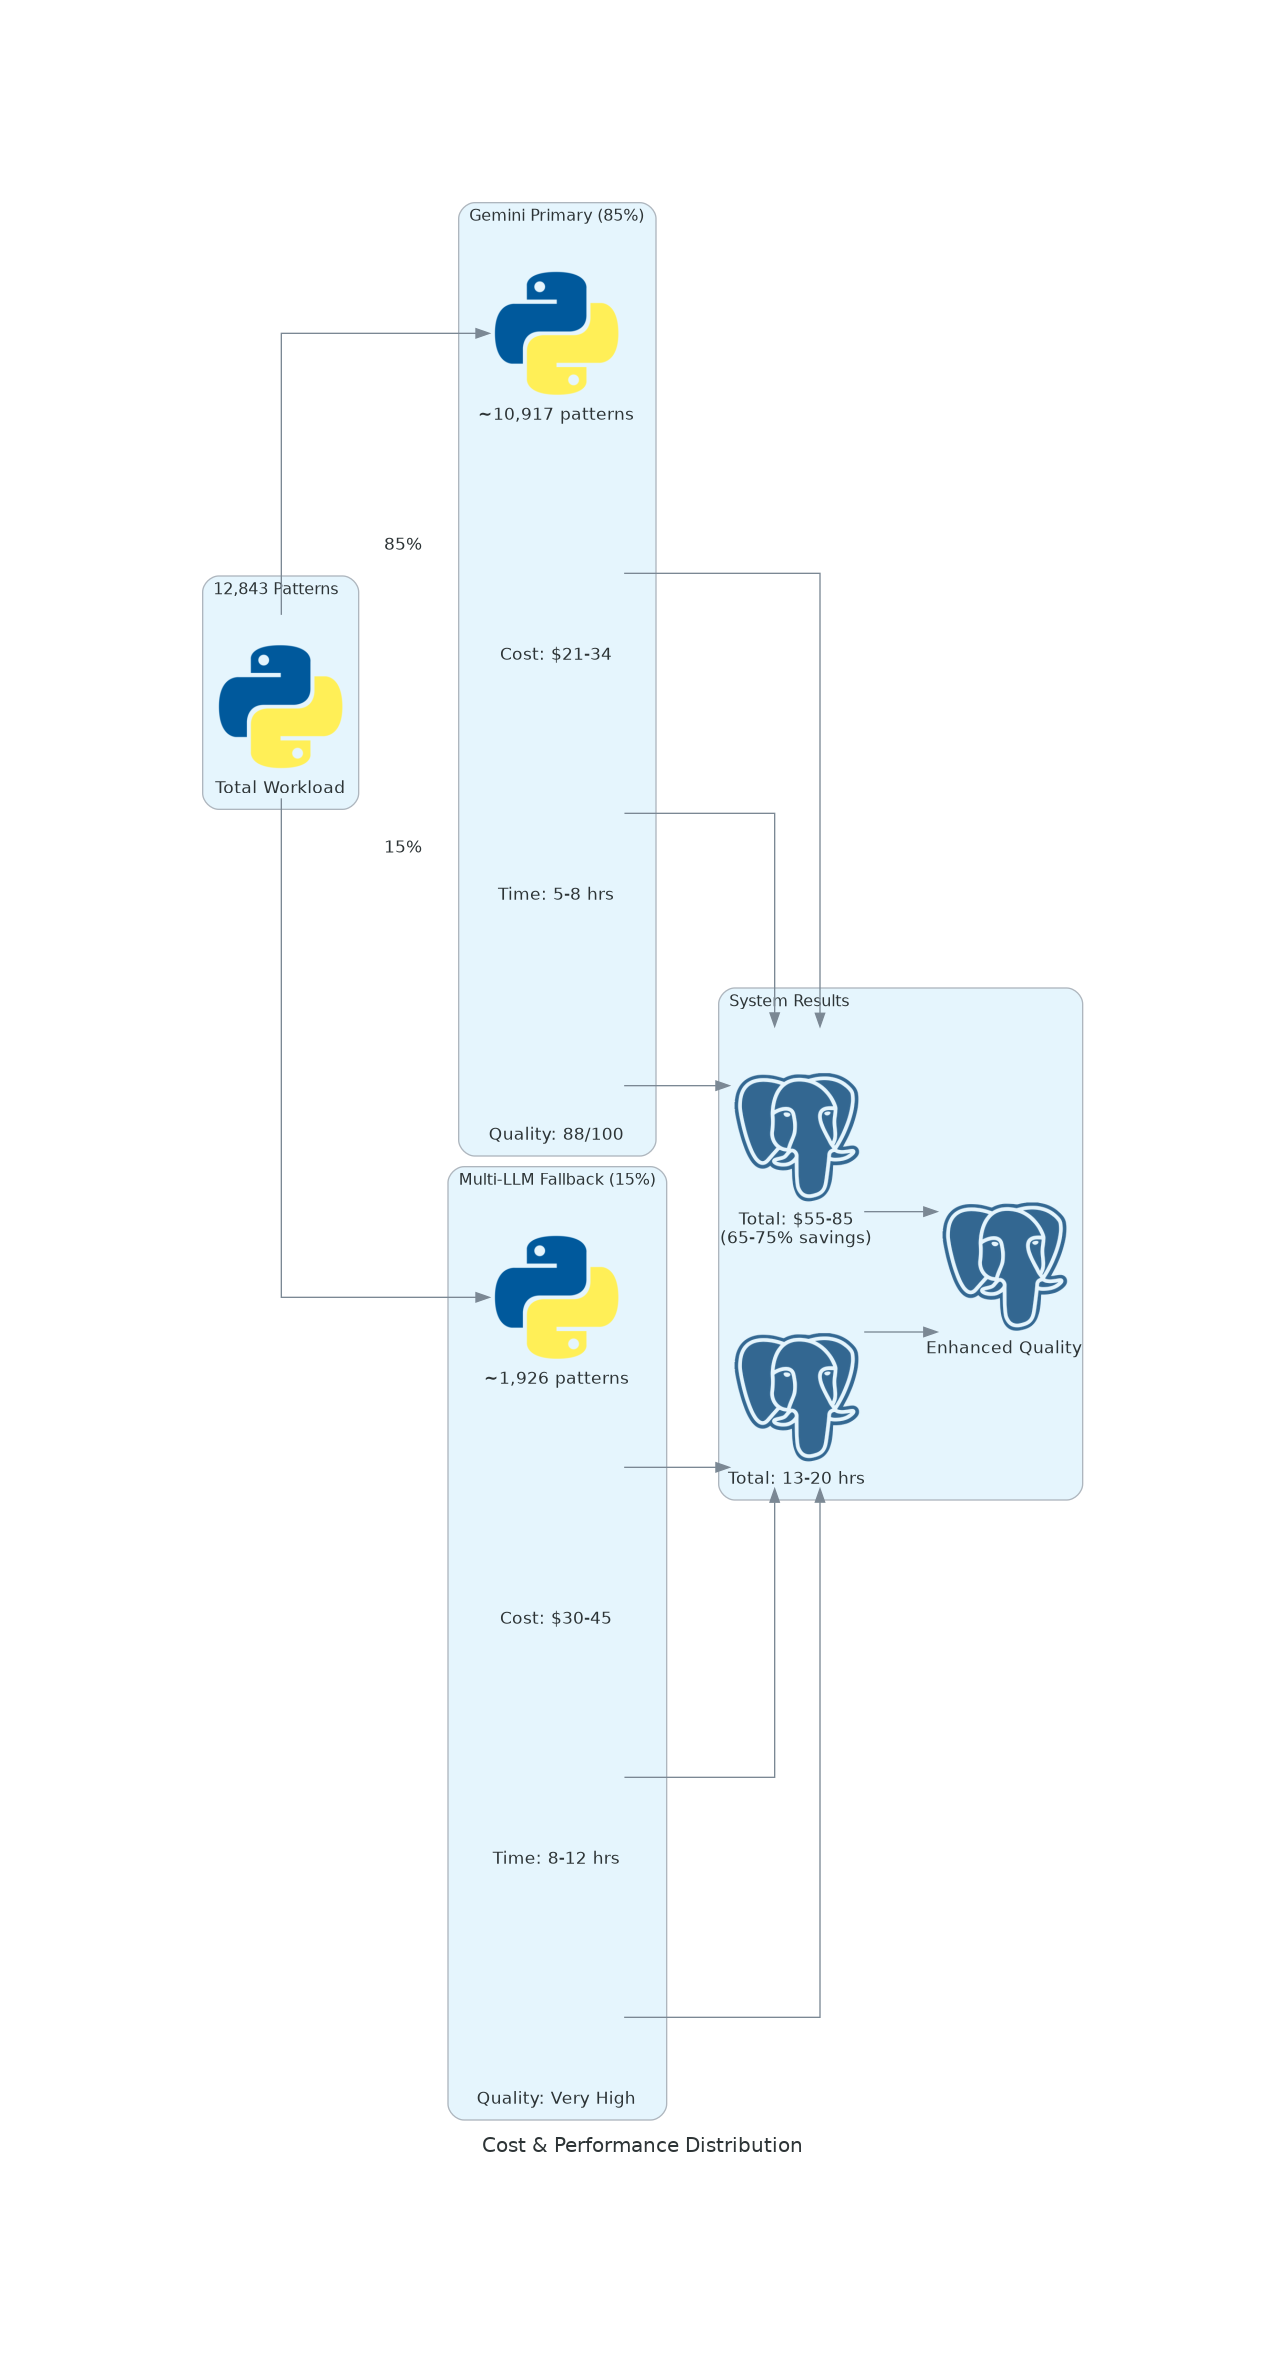 Gemini Primary (85%)
~10,917 patterns
85%
12,843 Patterns
Cost: $21-34
Total Workload
15%
Time: 5-8 hrs
System Results
Quality: 88/100
Multi-LLM Fallback (15%)
Total: $55-85
(65-75% savings)
Enhanced Quality
~1,926 patterns
Total: 13-20 hrs
Cost: $30-45
Time: 8-12 hrs
Quality: Very High
Cost & Performance Distribution